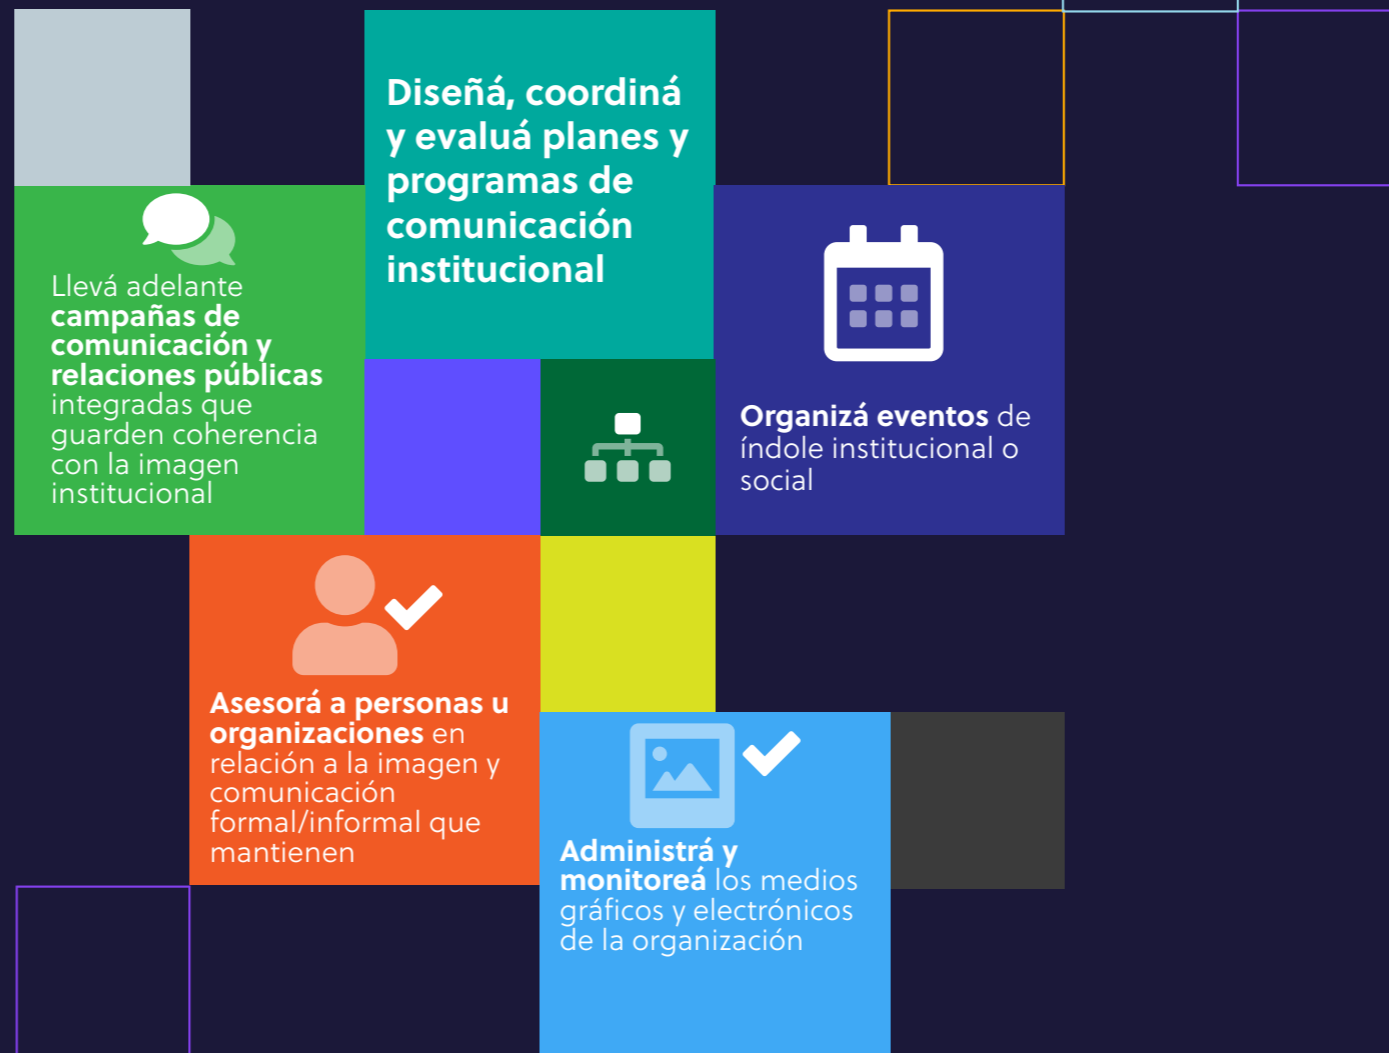 Diseñá, coordiná
y evaluá planes y
programas de
comunicación
institucional
Llevá adelante
campañas de
comunicación y
relaciones públicas
integradas que
guarden coherencia
con la imagen
institucional
Organizá eventos de
índole institucional o
social
Asesorá a personas u
organizaciones en
relación a la imagen y
comunicación
formal/informal que
mantienen
Administrá y
monitoreá los medios
gráficos y electrónicos
de la organización